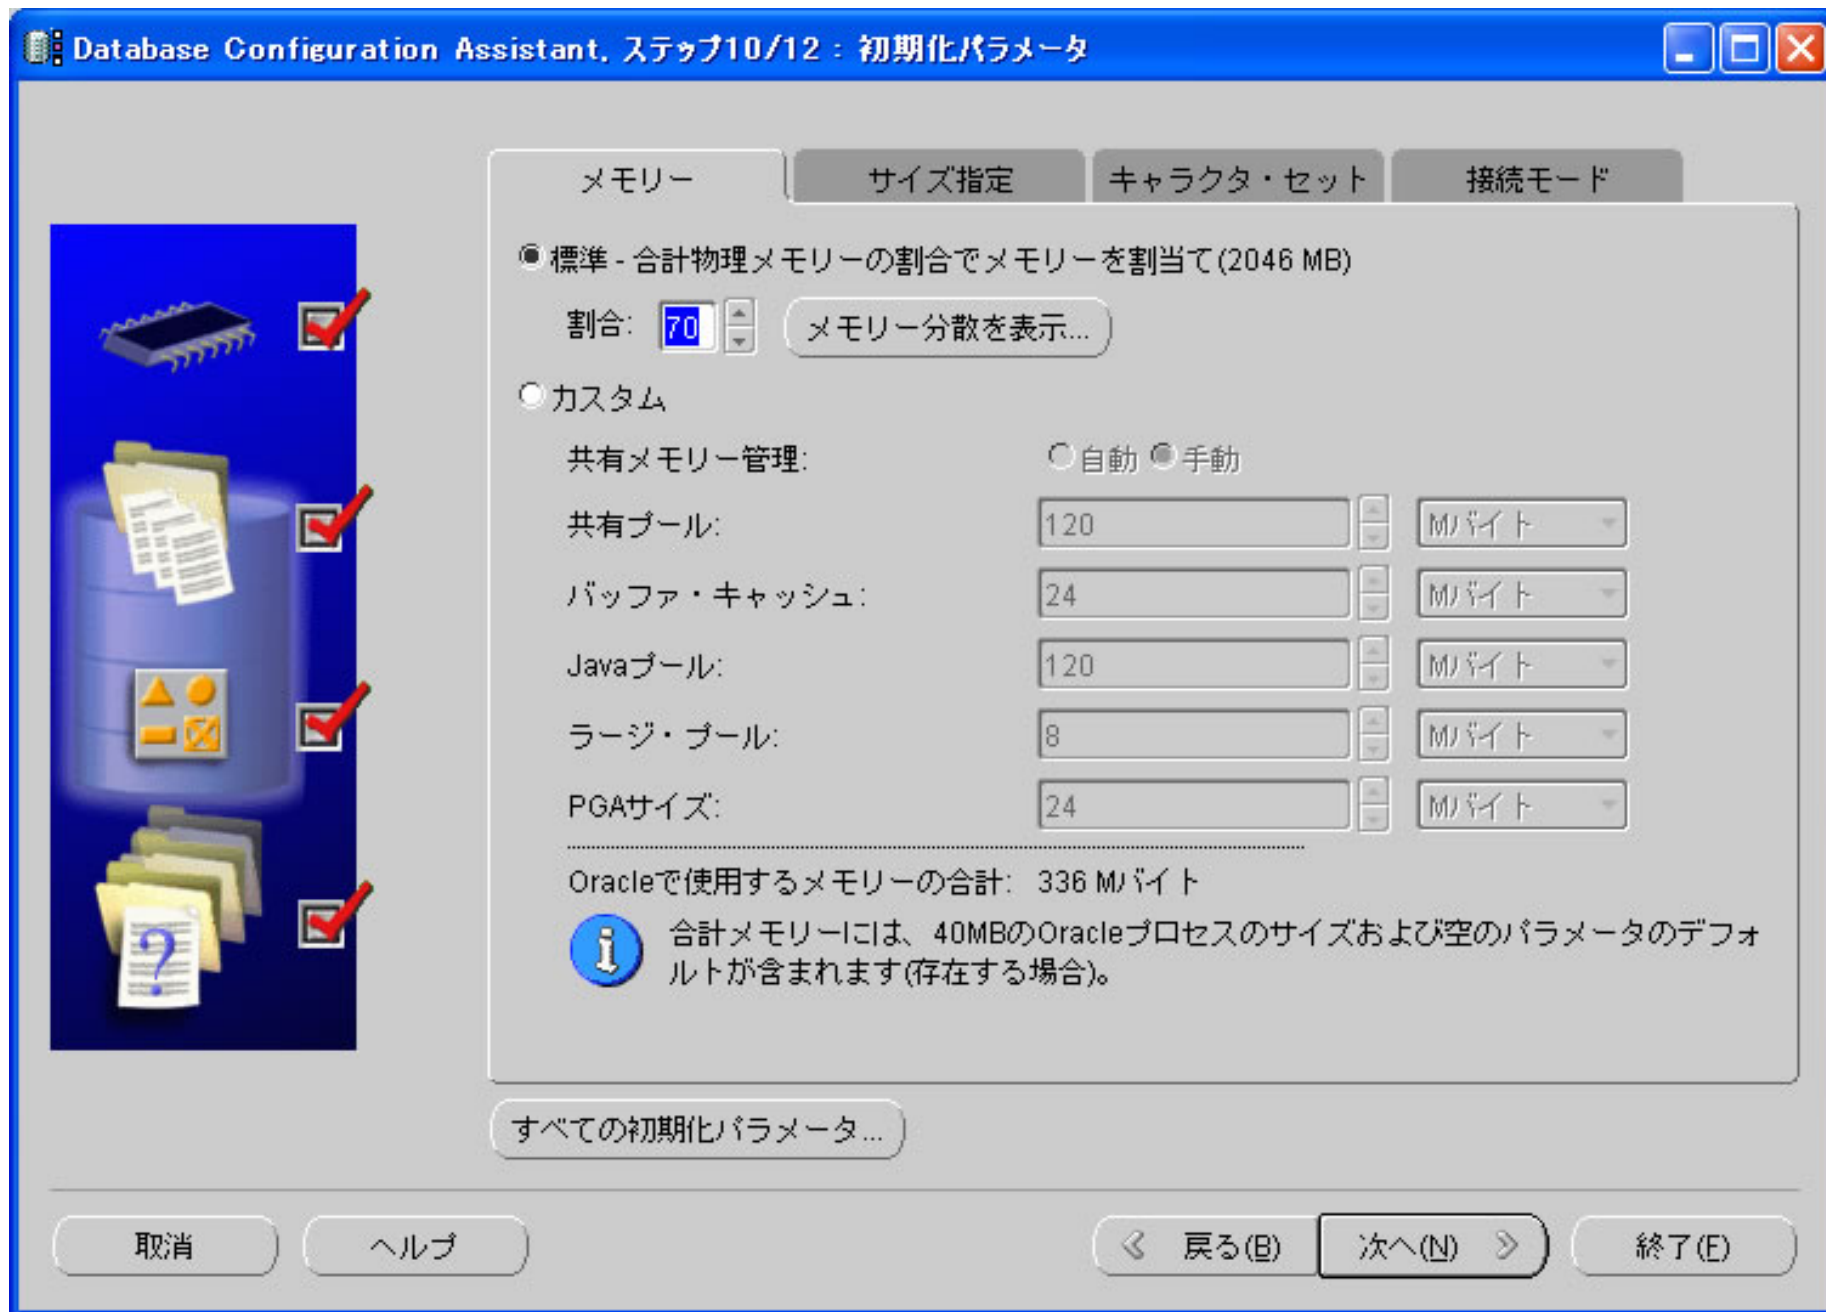 Database Configuration Assistant, ステップ10/12 : 初期化パラメータ
メモリー サイズ指定 キャラクタ・セット 接続モード
標準 - 合計物理メモリーの割合でメモリーを割当て(2046 MB)
割合: 70 メモリー分散を表示...
カスタム
共有メモリー管理: 自動 手動
共有プール: 120 Mバイト
バッファ・キャッシュ: 24 Mバイト
Javaプール: 120 Mバイト
ラージ・プール: 8 Mバイト
PGAサイズ: 24 Mバイト
Oracleで使用するメモリーの合計: 336 Mバイト
合計メモリーには、40MBのOracleプロセスのサイズおよび空のパラメータのデフォ
ルトが含まれます(存在する場合)。
すべての初期化パラメータ...
取消 ヘルプ 戻る(B) 次へ(N) 終了(F)